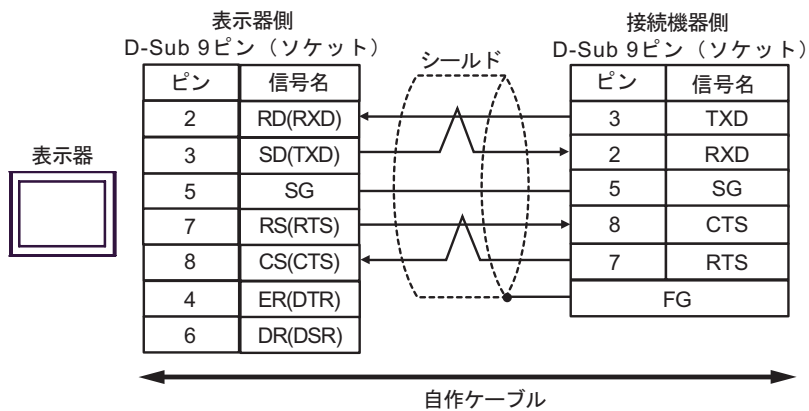 表示器側
D-Sub 9ピン（ソケット）
接続機器側
D-Sub 9ピン（ソケット）
シールド
表示器
ピン 信号名
2 RD(RXD)
3 SD(TXD)
5 SG
7 RS(RTS)
8 CS(CTS)
4 ER(DTR)
6 DR(DSR)
ピン 信号名
3 TXD
2 RXD
5 SG
8 CTS
7 RTS
FG
自作ケーブル